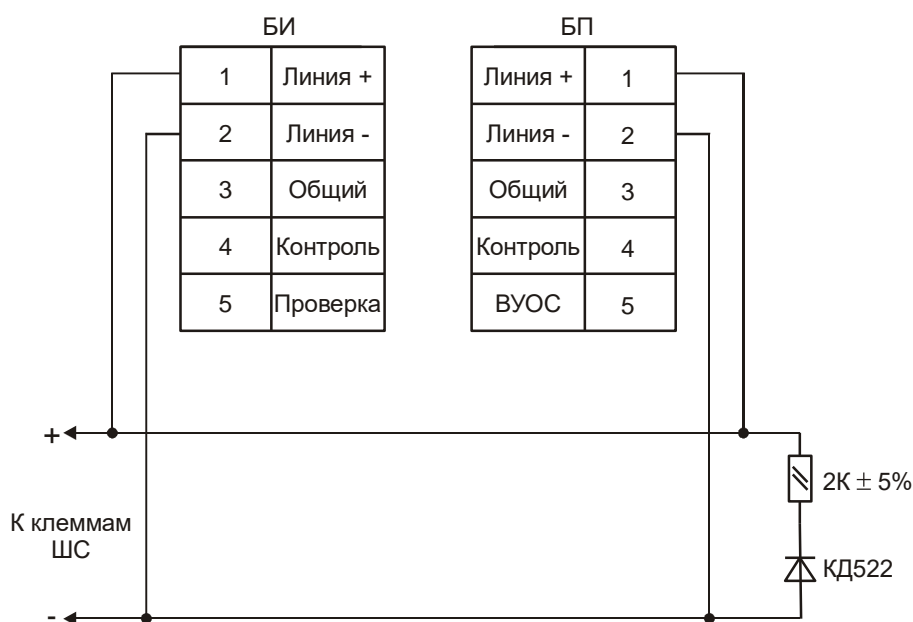 БИ
БП
1 Линия +
2 Линия -
3 Общий
4 Контроль
5 Проверка
Линия + 1
Линия - 2
Общий 3
Контроль 4
ВУОС 5
+
2К ± 5%
К клеммам
ШС
КД522
-